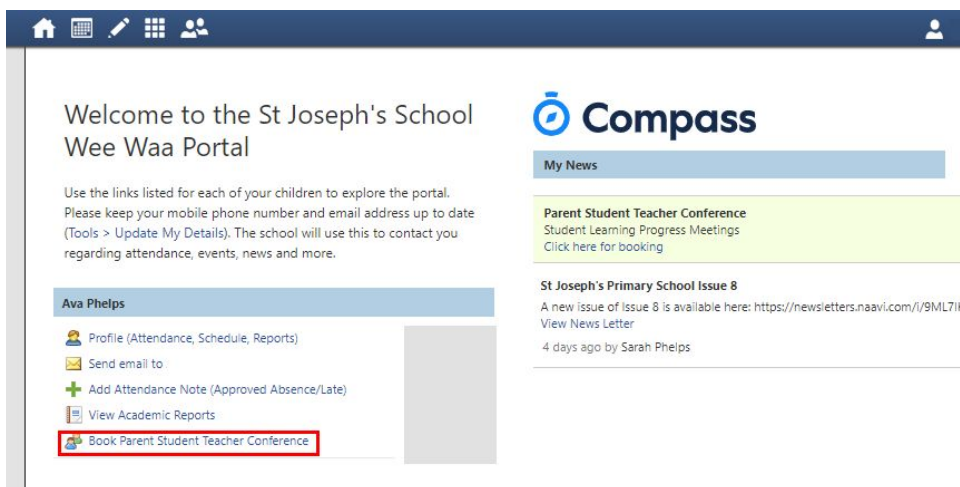 Welcome to the St Joseph's School
Wee Waa Portal
Use the links listed for each of your children to explore the portal.
Please keep your mobile phone number and email address up to date
(Tools > Update My Details). The school will use this to contact you
regarding attendance, events, news and more.
Ava Phelps
Profile (Attendance, Schedule, Reports)
Send email to
Add Attendance Note (Approved Absence/Late)
View Academic Reports
Book Parent Student Teacher Conference
Compass
My News
Parent Student Teacher Conference
Student Learning Progress Meetings
Click here for booking
St Joseph's Primary School Issue 8
A new issue of Issue 8 is available here: https://newsletters.naavi.com/i/9ML7
View News Letter
4 days ago by Sarah Phelps